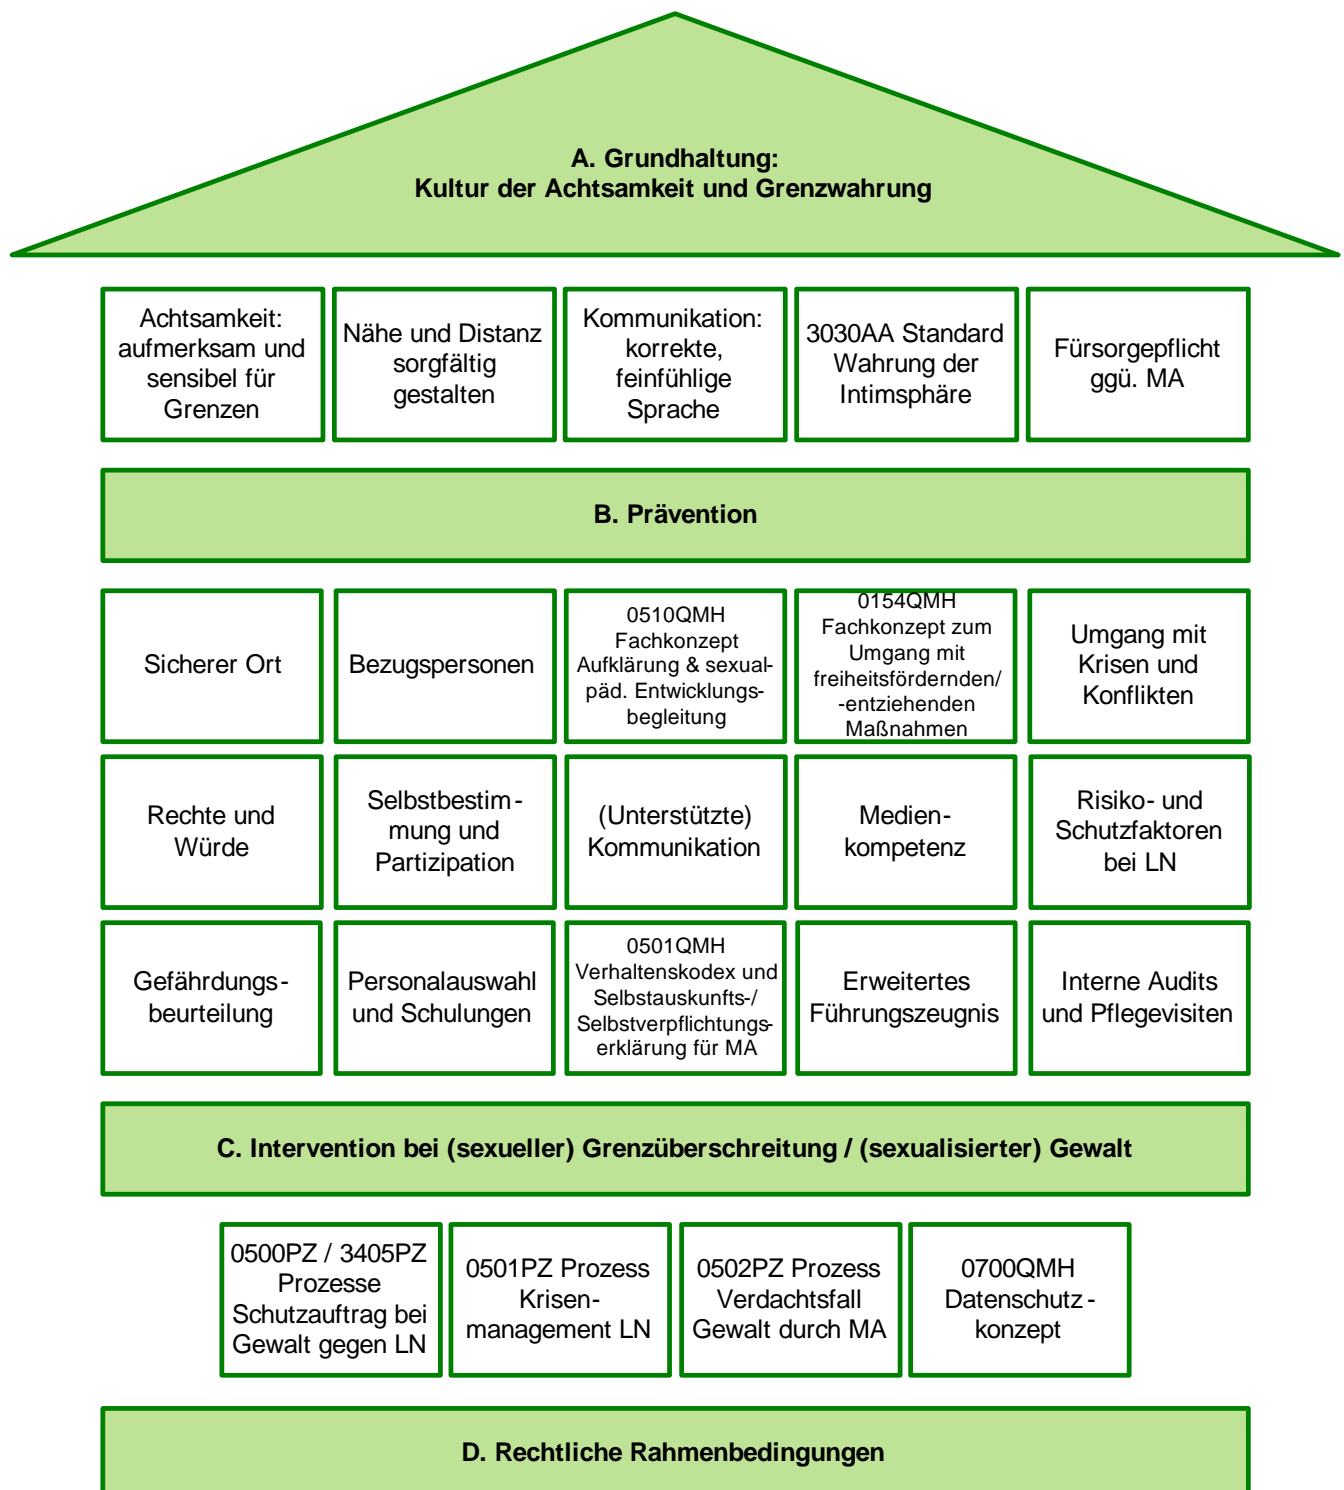 A. Grundhaltung:
Kultur der Achtsamkeit und Grenzwahrung
Achtsamkeit:
aufmerksam und
sensibel für
Grenzen
Nähe und Distanz
sorgfältig
gestalten
Kommunikation:
korrekte,
feinfühlige
Sprache
3030AA Standard
Wahrung der
Intimsphäre
Fürsorgepflicht
ggü. MA
B. Prävention
Sicherer Ort
Bezugspersonen
0510QMH
Fachkonzept
Aufklärung & sexual-
päd. Entwicklungs-
begleitung
0154QMH
Fachkonzept zum
Umgang mit
freiheitsfördernden/
-entziehenden
Maßnahmen
Umgang mit
Krisen und
Konflikten
Rechte und
Würde
Selbstbestim-
mung und
Partizipation
(Unterstützte)
Kommunikation
Medien-
kompetenz
Risiko- und
Schutzfaktoren
bei LN
Gefährdungs-
beurteilung
Personalauswahl
und Schulungen
0501QMH
Verhaltenskodex und
Selbstauskunfts-/
Selbstverpflichtungs-
erklärung für MA
Erweitertes
Führungszeugnis
Interne Audits
und Pflegevisiten
C. Intervention bei (sexueller) Grenzüberschreitung / (sexualisierter) Gewalt
0500PZ / 3405PZ
Prozesse
Schutzauftrag bei
Gewalt gegen LN
0501PZ Prozess
Krisen-
management LN
0502PZ Prozess
Verdachtsfall
Gewalt durch MA
0700QMH
Datenschutz-
konzept
D. Rechtliche Rahmenbedingungen